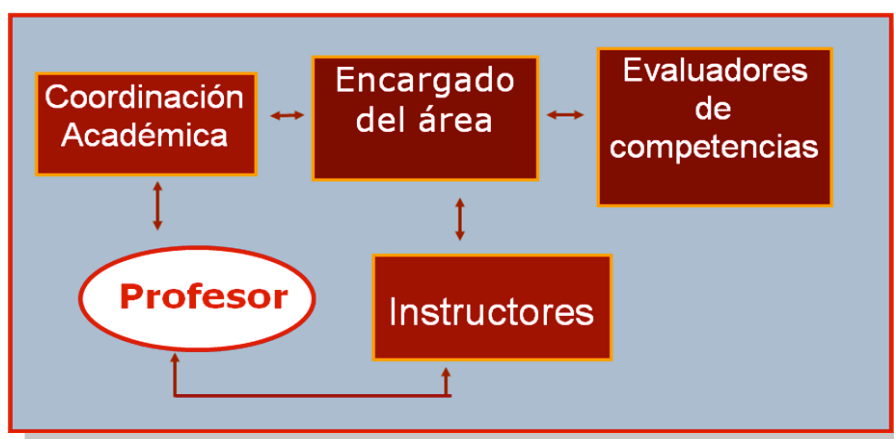 Coordinación
Académica
Encargado
del área
Evaluadores
de
competencias
Profesor
Instructores